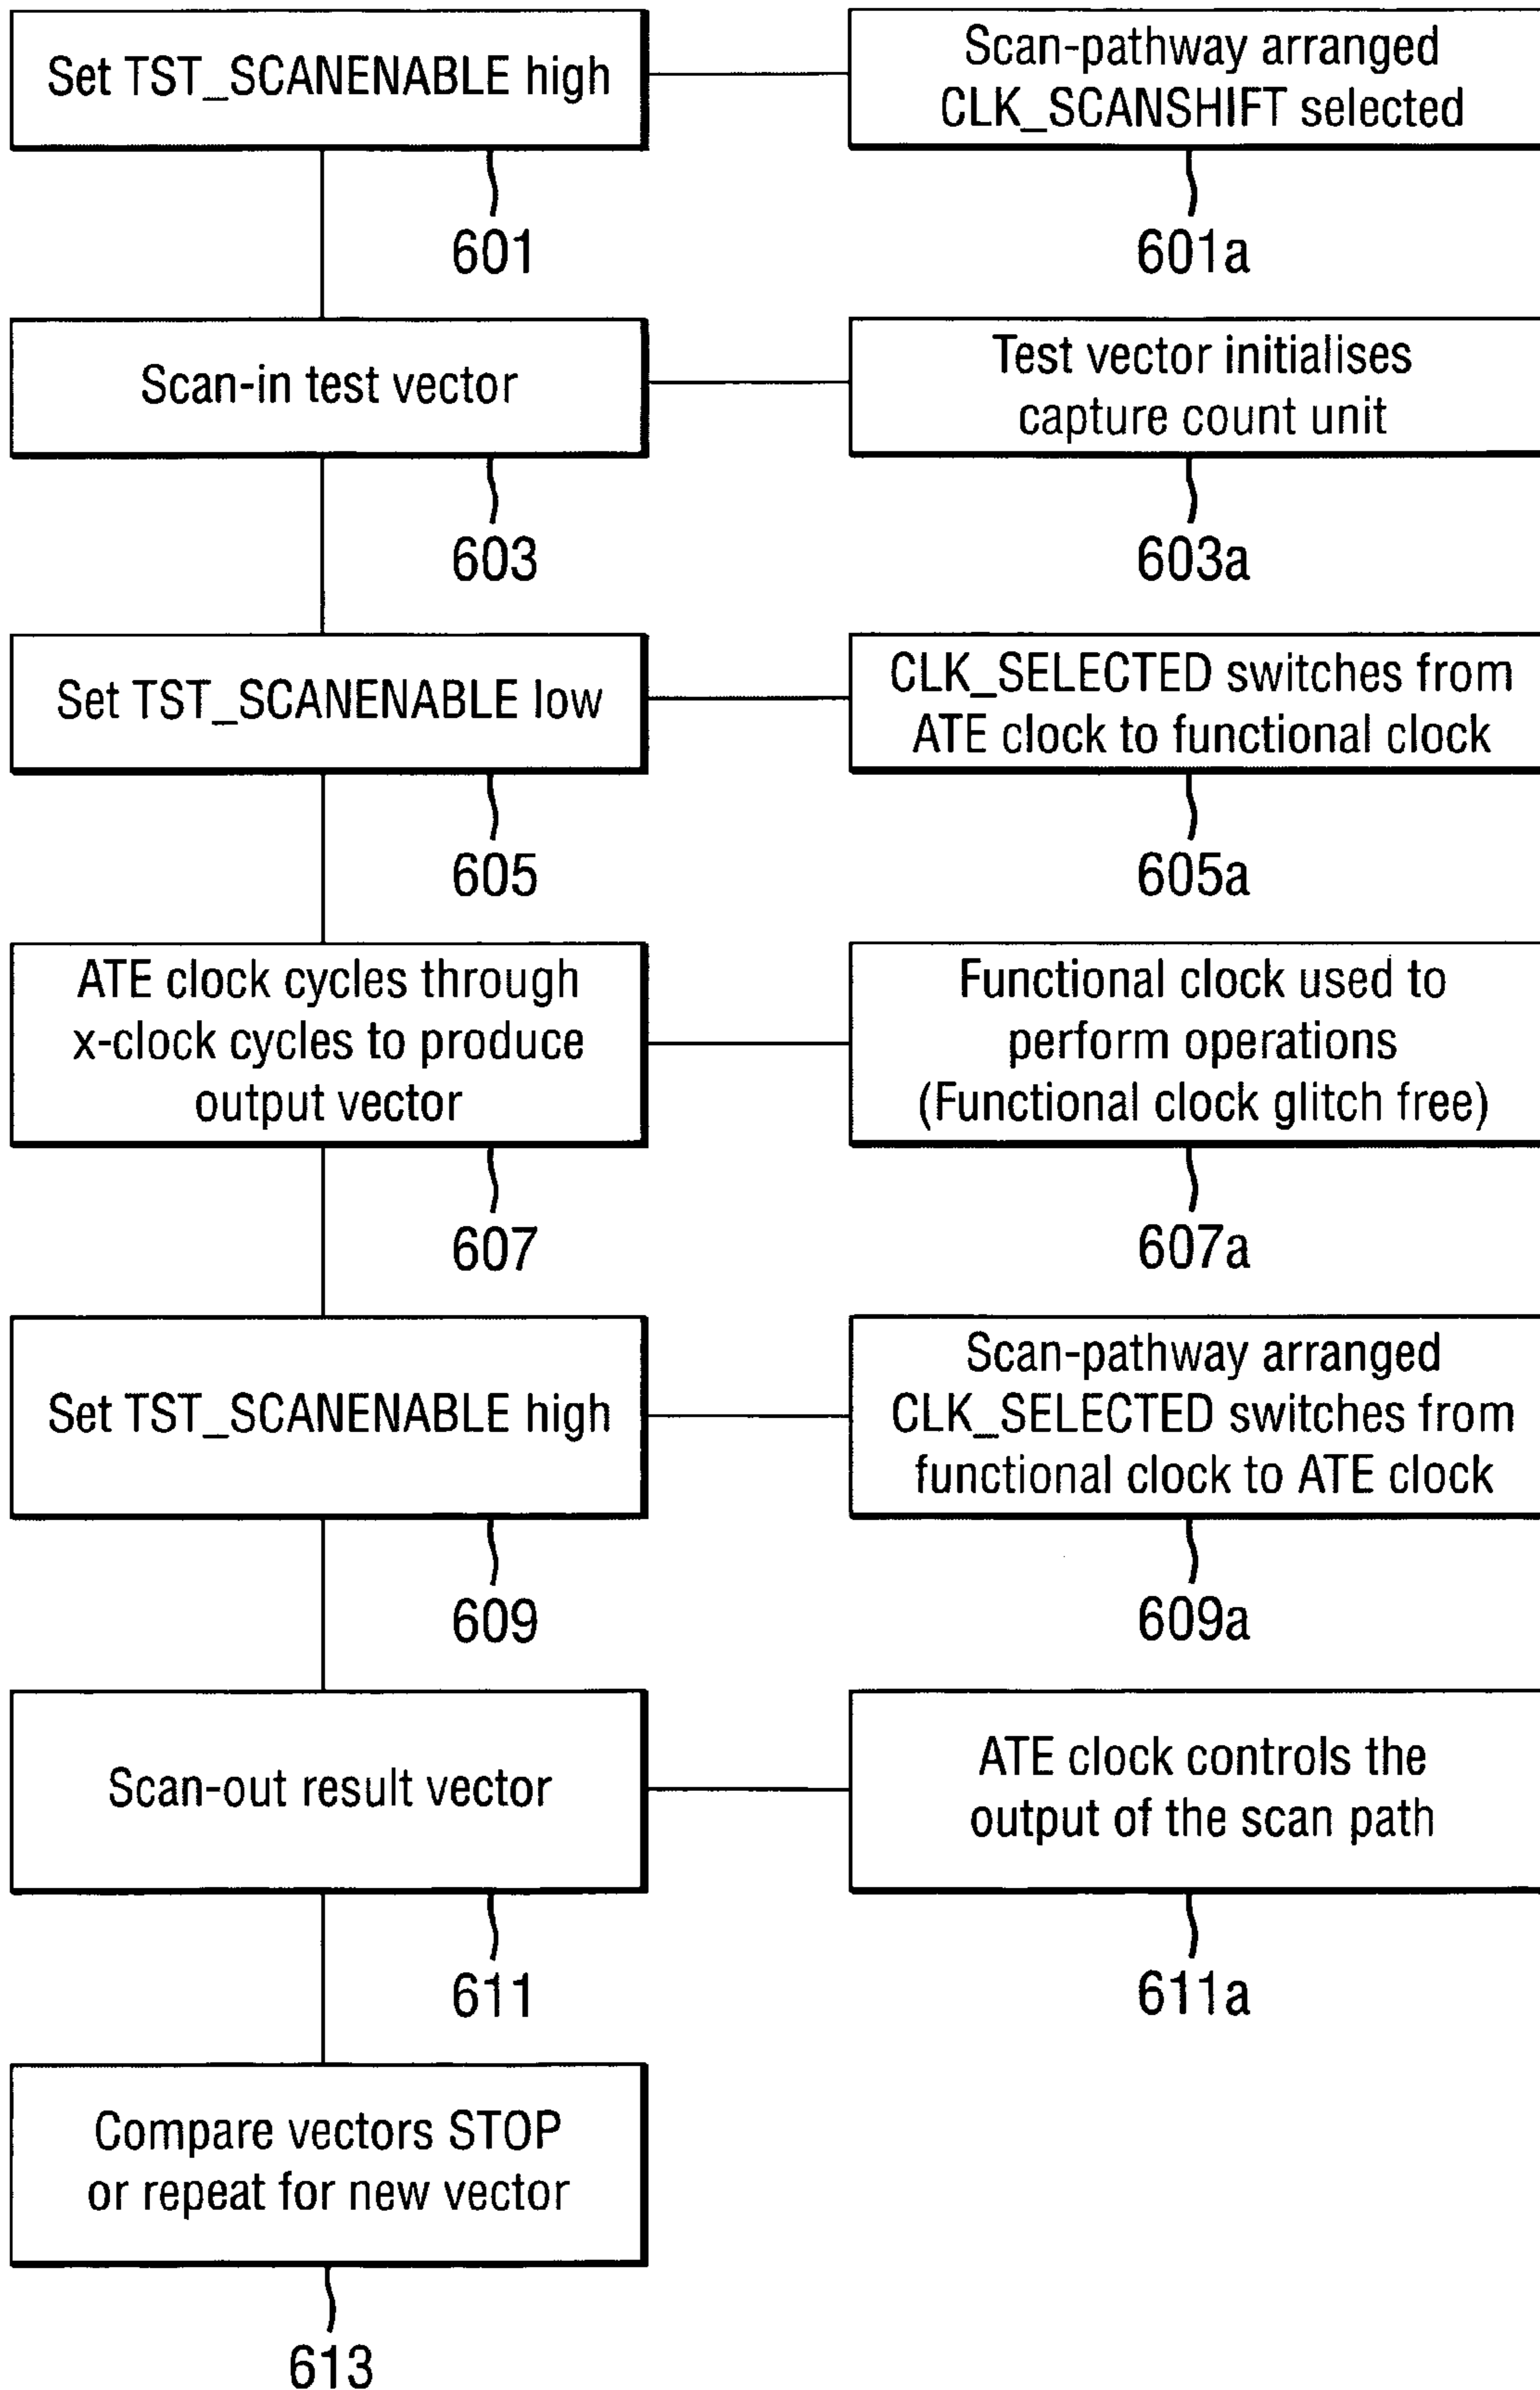 Set TST_SCANENABLE high
601
Scan-pathway arranged
CLK_SCANSHIFT selected
601a
Scan-in test vector
603
Test vector initialises
capture count unit
603a
Set TST_SCANENABLE low
605
CLK_SELECTED switches from
ATE clock to functional clock
605a
ATE clock cycles through
x-clock cycles to produce
output vector
607
Functional clock used to
perform operations
(Functional clock glitch free)
607a
Set TST_SCANENABLE high
609
Scan-pathway arranged
CLK_SELECTED switches from
functional clock to ATE clock
609a
Scan-out result vector
611
ATE clock controls the
output of the scan path
611a
Compare vectors STOP
or repeat for new vector
613